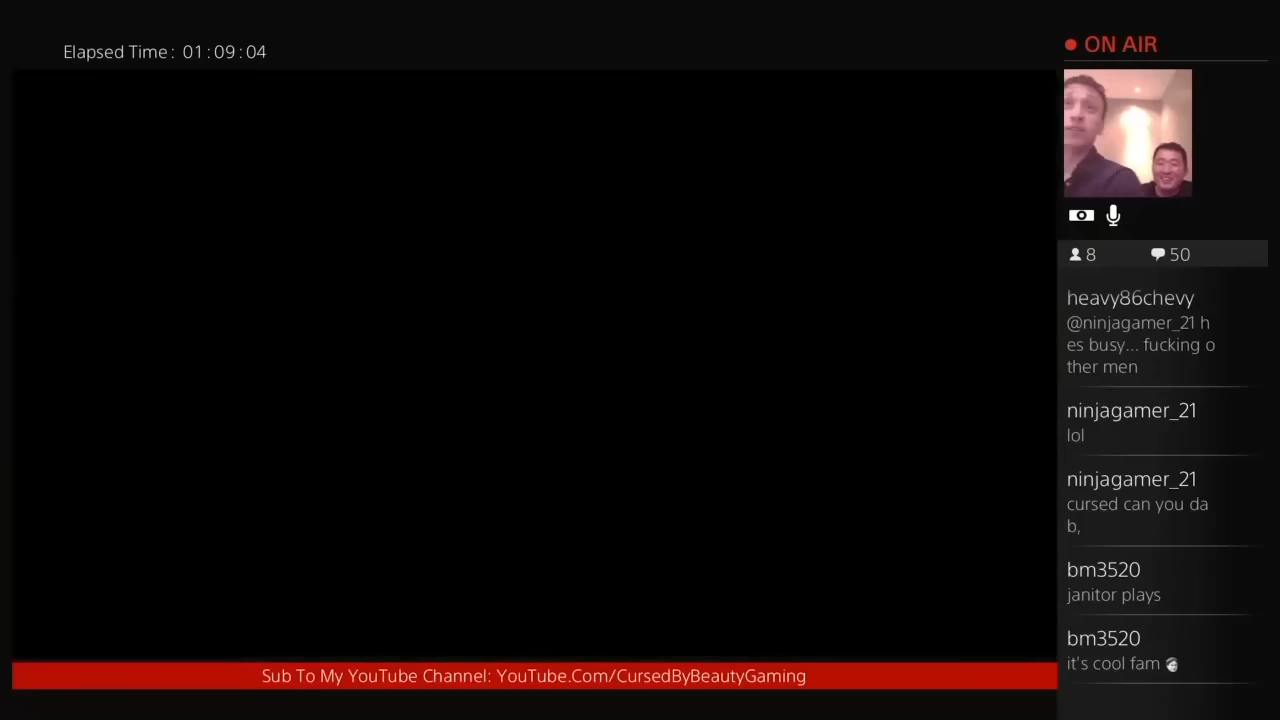 Elapsed Time: 01:09:04
ON AIR
8 50
heavy86chevy
@ninjagamer_21 h
es busy... fucking o
ther men
ninjagamer_21
lol
ninjagamer_21
cursed can you da
b,
bm3520
janitor plays
bm3520
it's cool fam
Sub To My YouTube Channel: YouTube.Com/CursedByBeautyGaming